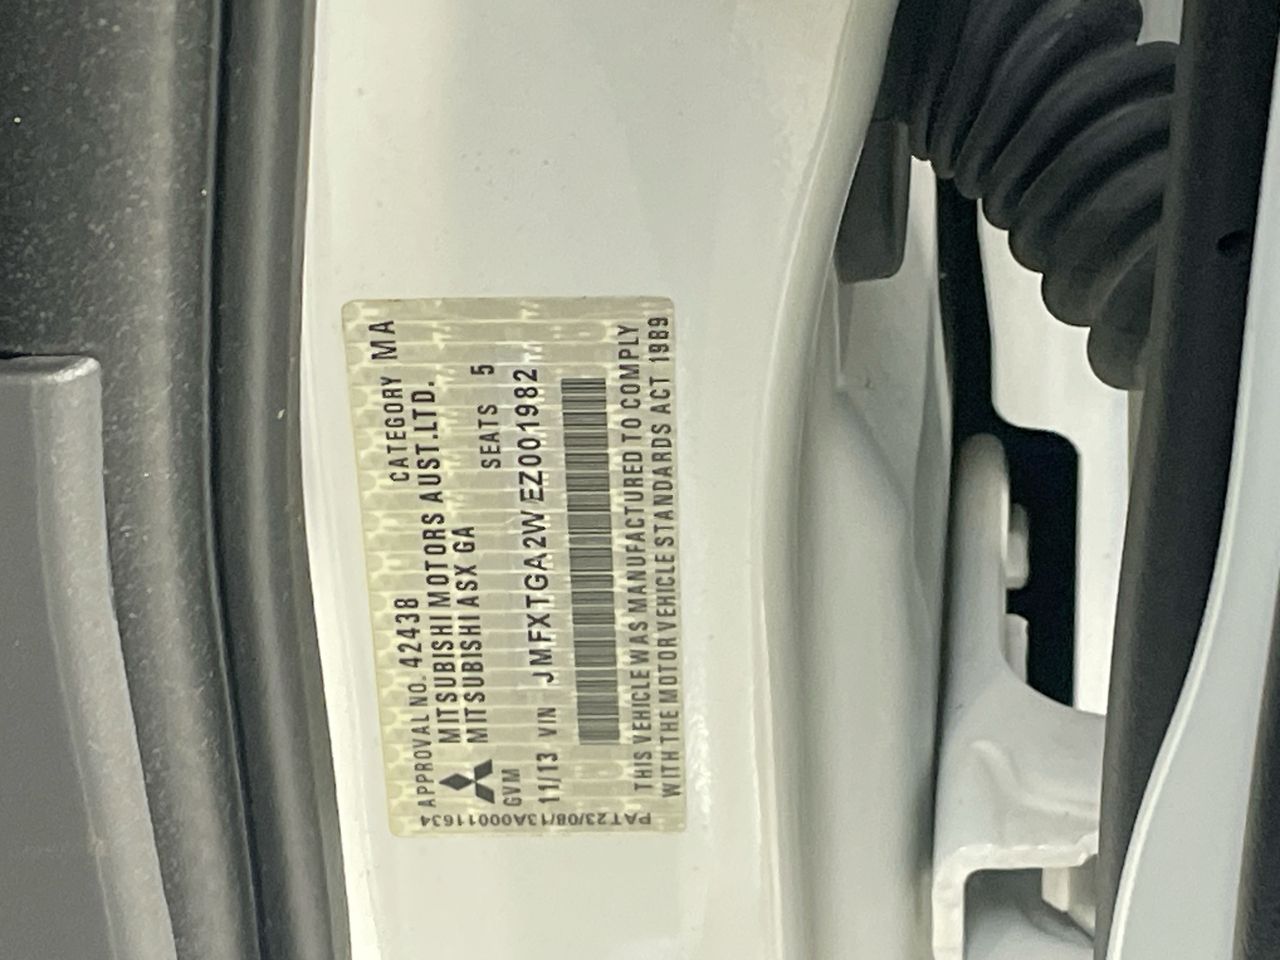 APPROVAL NO. 42438 CATEGORY MA
MITSUBISHI MOTORS AUST.LTD.
MITSUBISHI ASX GA
GVM SEATS 5
11/13 VIN JMFXTGA2WEZ001982
THIS VEHICLE WAS MANUFACTURED TO COMPLY
WITH THE MOTOR VEHICLE STANDARDS ACT 1989
PAT23/08/13A00011634